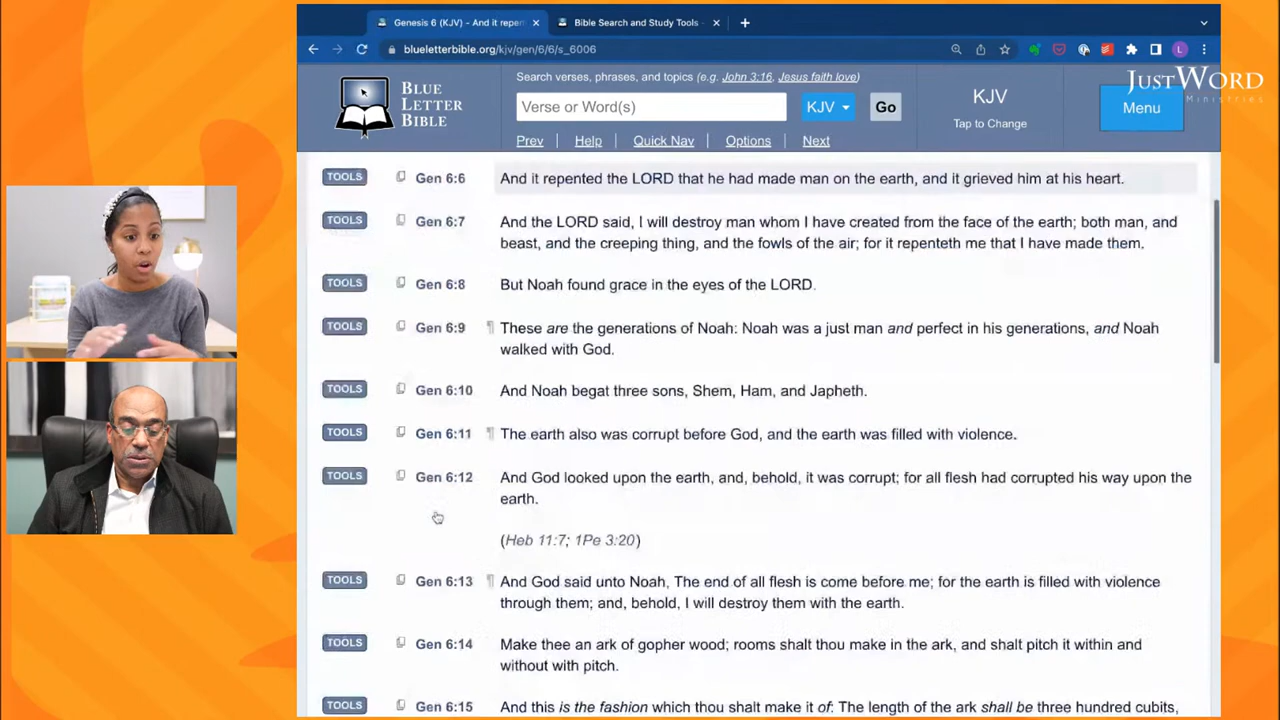 Genesis 6 (KJV) - And it repen
Bible Search and Study Tools -
blueletterbible.org/kjv/gen/6/6/s_6006
JUSTWORD
Ministries
BLUE
LETTER
BIBLE
Search verses, phrases, and topics (e.g. John 3:16, Jesus faith love)
Verse or Word(s)
KJV
Go
KJV
Tap to Change
Menu
Prev
Help
Quick Nav
Options
Next
TOOLS Gen 6:6 And it repented the LORD that he had made man on the earth, and it grieved him at his heart.
TOOLS Gen 6:7 And the LORD said, I will destroy man whom I have created from the face of the earth; both man, and
beast, and the creeping thing, and the fowls of the air; for it repenteth me that I have made them.
TOOLS Gen 6:8 But Noah found grace in the eyes of the LORD.
TOOLS Gen 6:9 ¶ These are the generations of Noah: Noah was a just man and perfect in his generations, and Noah
walked with God.
TOOLS Gen 6:10 And Noah begat three sons, Shem, Ham, and Japheth.
TOOLS Gen 6:11 ¶ The earth also was corrupt before God, and the earth was filled with violence.
TOOLS Gen 6:12 And God looked upon the earth, and, behold, it was corrupt; for all flesh had corrupted his way upon the
earth.
(Heb 11:7; 1Pe 3:20)
TOOLS Gen 6:13 ¶ And God said unto Noah, The end of all flesh is come before me; for the earth is filled with violence
through them; and, behold, I will destroy them with the earth.
TOOLS Gen 6:14 Make thee an ark of gopher wood; rooms shalt thou make in the ark, and shalt pitch it within and
without with pitch.
TOOLS Gen 6:15 And this is the fashion which thou shalt make it of: The length of the ark shall be three hundred cubits,